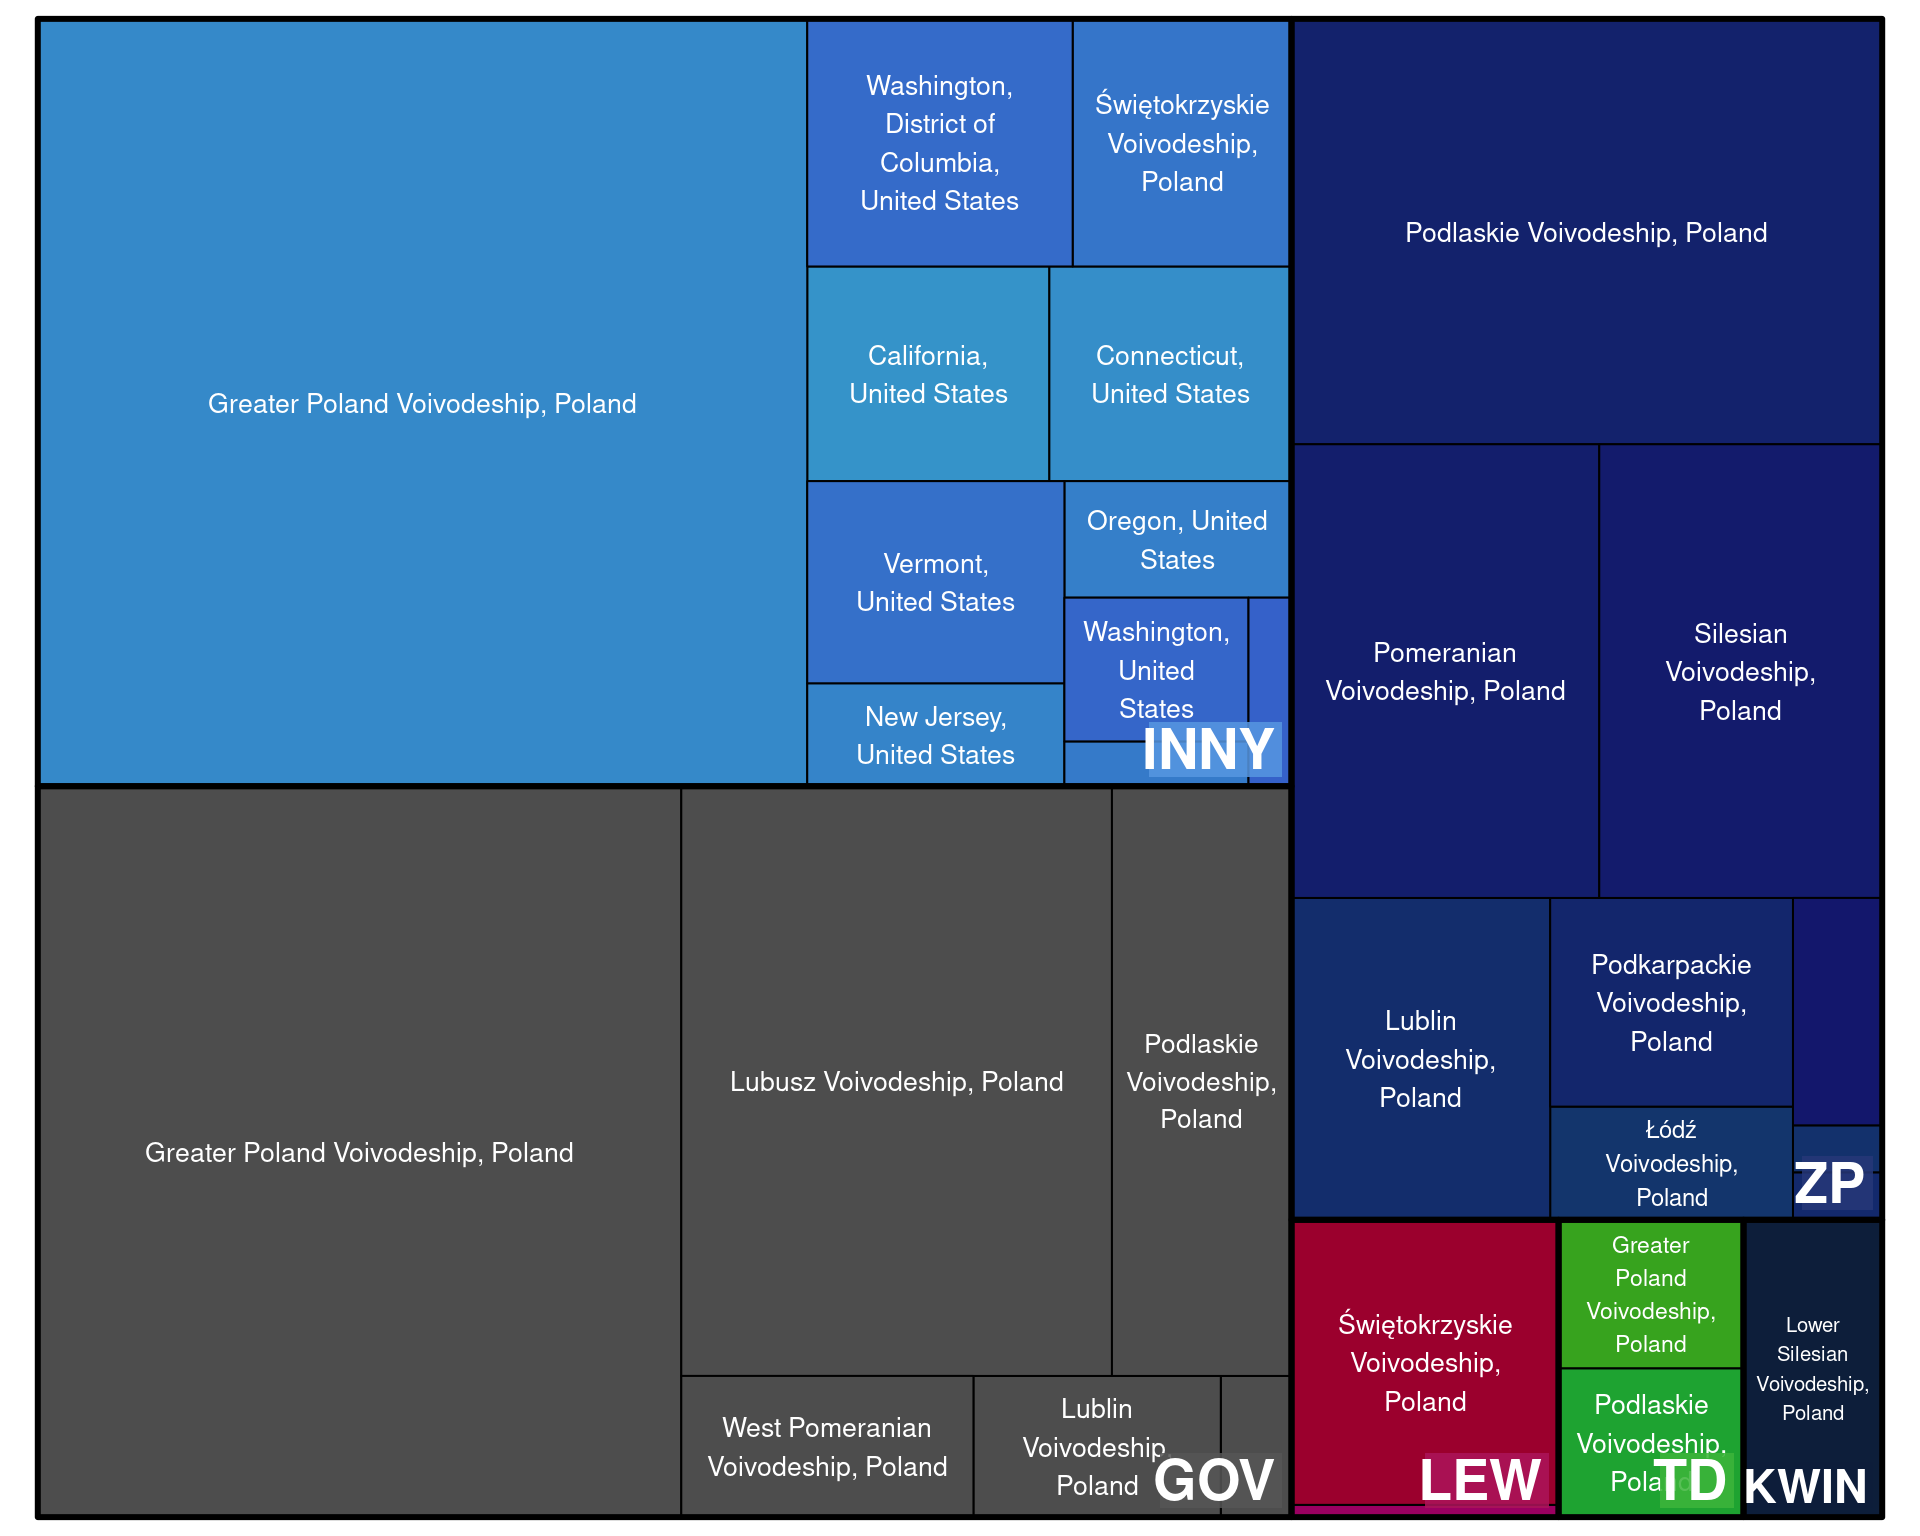 Greater Poland Voivodeship, Poland
Washington,
District of
Columbia,
United States
Świętokrzyskie
Voivodeship,
Poland
California,
United States
Connecticut,
United States
Vermont,
United States
Oregon, United
States
Washington,
United
States
New Jersey,
United States
INNY
Greater Poland Voivodeship, Poland
Lubusz Voivodeship, Poland
Podlaskie
Voivodeship,
Poland
West Pomeranian
Voivodeship, Poland
Lublin
Voivodeship,
Poland
GOV
Podlaskie Voivodeship, Poland
Pomeranian
Voivodeship, Poland
Silesian
Voivodeship,
Poland
Lublin
Voivodeship,
Poland
Podkarpackie
Voivodeship,
Poland
Łódź
Voivodeship,
Poland
ZP
Świętokrzyskie
Voivodeship,
Poland
LEW
Greater
Poland
Voivodeship,
Poland
Podlaskie
Voivodeship,
Poland
TD
Lower
Silesian
Voivodeship,
Poland
KWIN